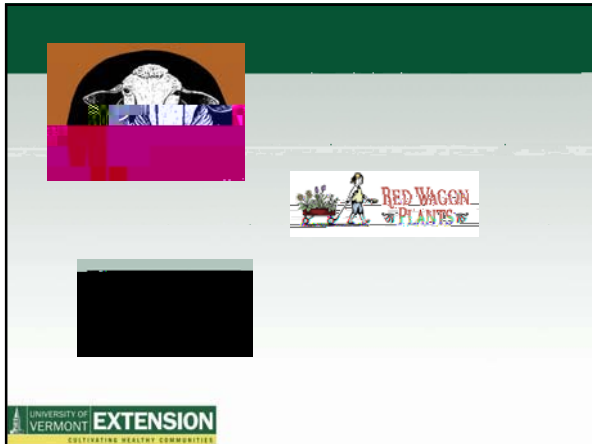 RED WAGON
PLANTS
UNIVERSITY OF
VERMONT
EXTENSION
CULTIVATING HEALTHY COMMUNITIES